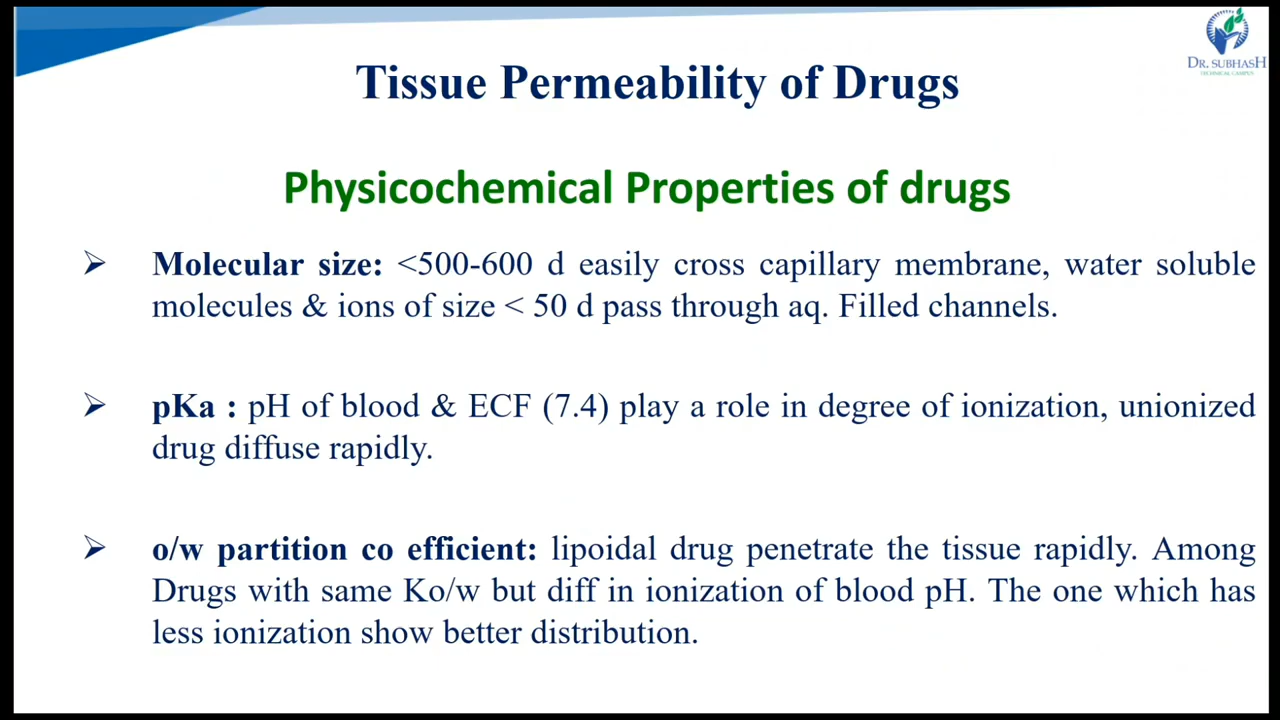 DR. SUBHASH
TECHNICAL CAMPUS
Tissue Permeability of Drugs
Physicochemical Properties of drugs
➢ Molecular size: <500-600 d easily cross capillary membrane, water soluble
molecules & ions of size < 50 d pass through aq. Filled channels.
➢ pKa : pH of blood & ECF (7.4) play a role in degree of ionization, unionized
drug diffuse rapidly.
➢ o/w partition co efficient: lipoidal drug penetrate the tissue rapidly. Among
Drugs with same Ko/w but diff in ionization of blood pH. The one which has
less ionization show better distribution.